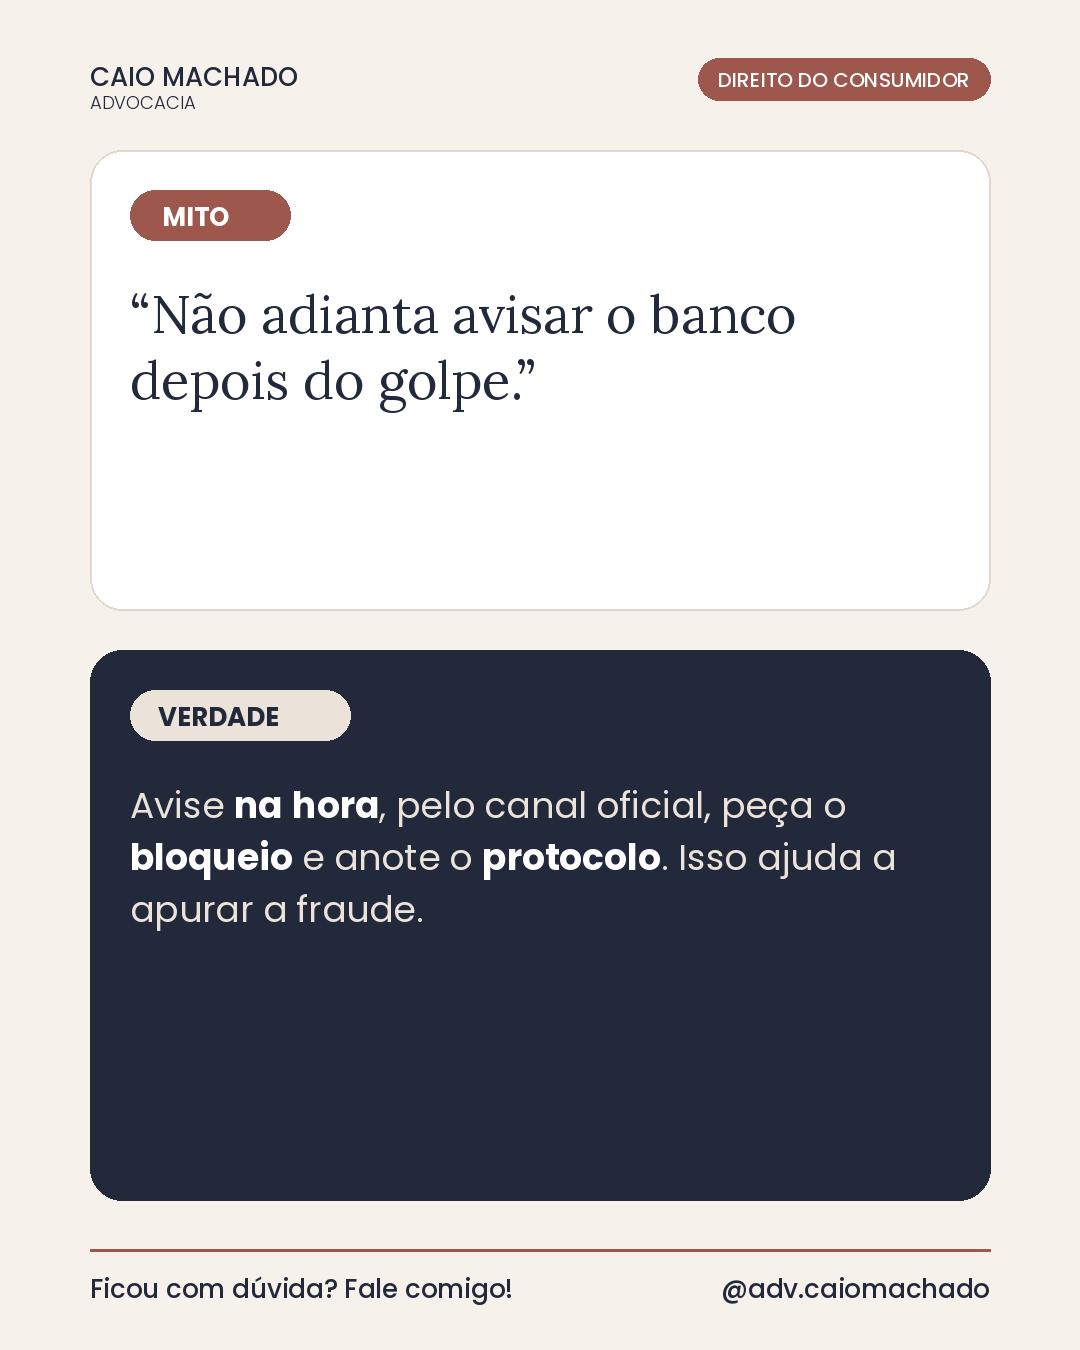 CAIO MACHADO
ADVOCACIA
DIREITO DO CONSUMIDOR
MITO
“Não adianta avisar o banco
depois do golpe.”
VERDADE
Avise na hora, pelo canal oficial, peça o
bloqueio e anote o protocolo. Isso ajuda a
apurar a fraude.
Ficou com dúvida? Fale comigo!
@adv.caiomachado